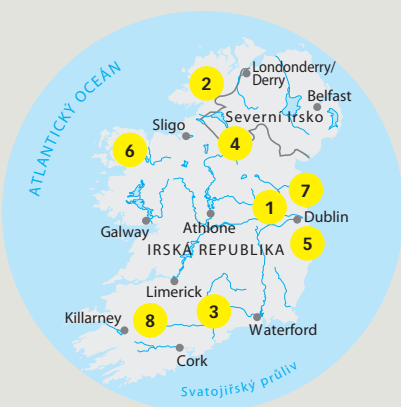 ATLANTICKÝ OCEÁN
Londonderry/
Derry
2
Belfast
Severní Irsko
Sligo
4
6
7
1
Dublin
Galway
Athlone
5
IRSKÁ REPUBLIKA
Limerick
3
Killarney
8
Waterford
Cork
Svatojiřský průliv